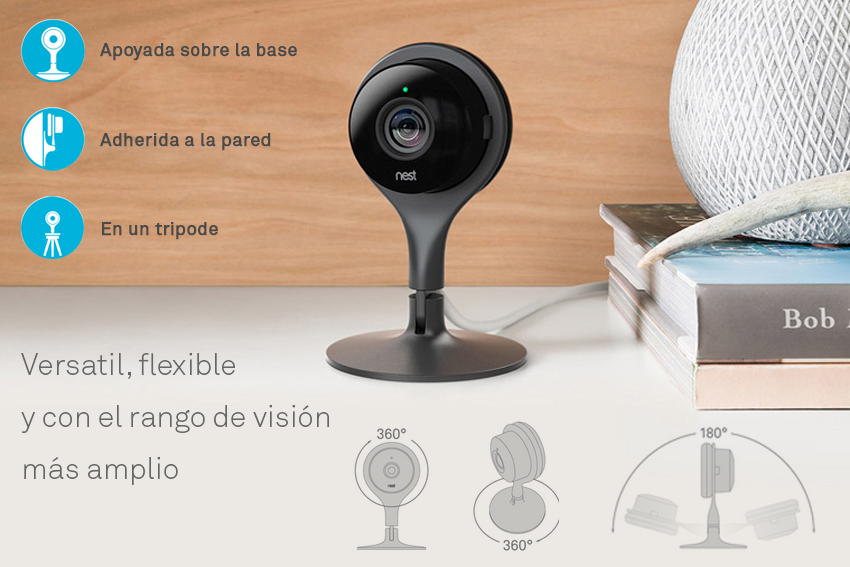 Apoyada sobre la base
Adherida a la pared
En un tripode
nest
Bob
Versatil, flexible
y con el rango de visión
más amplio
360°
nest
360°
180°